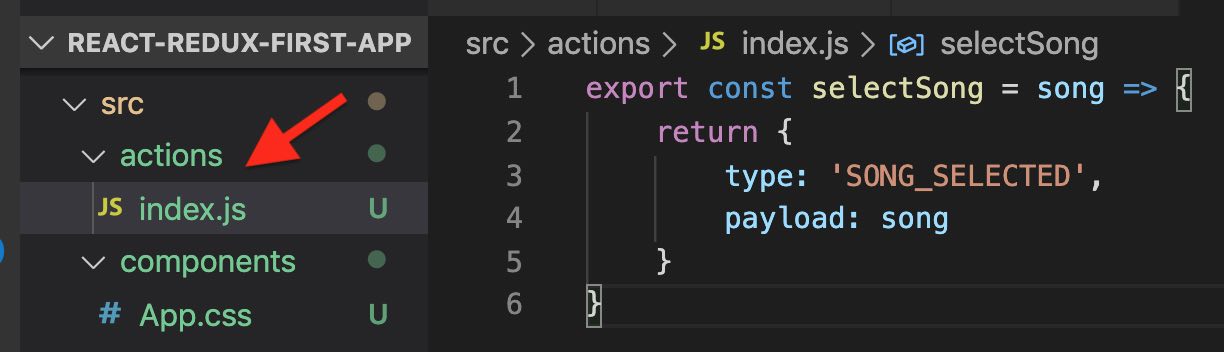 REACT-REDUX-FIRST-APP
src
actions
JS index.js U
components
# App.css U
src > actions > JS index.js > selectSong
1 export const selectSong = song => {
2     return {
3         type: 'SONG_SELECTED',
4         payload: song
5     }
6 }